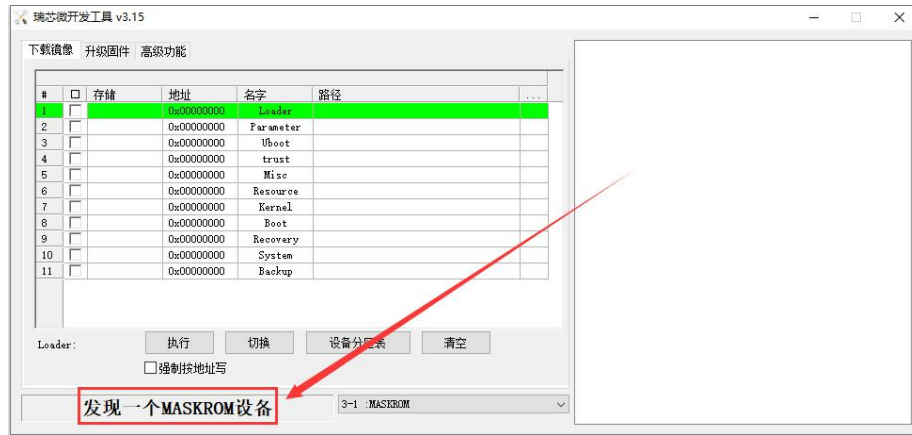 瑞芯微开发工具 v3.15
下载镜像 升级固件 高级功能
# 存储 地址 名字 路径 ...
1 0x00000000 Loader
2 0x00000000 Parameter
3 0x00000000 Uboot
4 0x00000000 trust
5 0x00000000 Misc
6 0x00000000 Resource
7 0x00000000 Kernel
8 0x00000000 Boot
9 0x00000000 Recovery
10 0x00000000 System
11 0x00000000 Backup
Loader: 执行 切换 设备分区表 清空
强制按地址写
发现一个MASKROM设备 3-1 :MASKROM